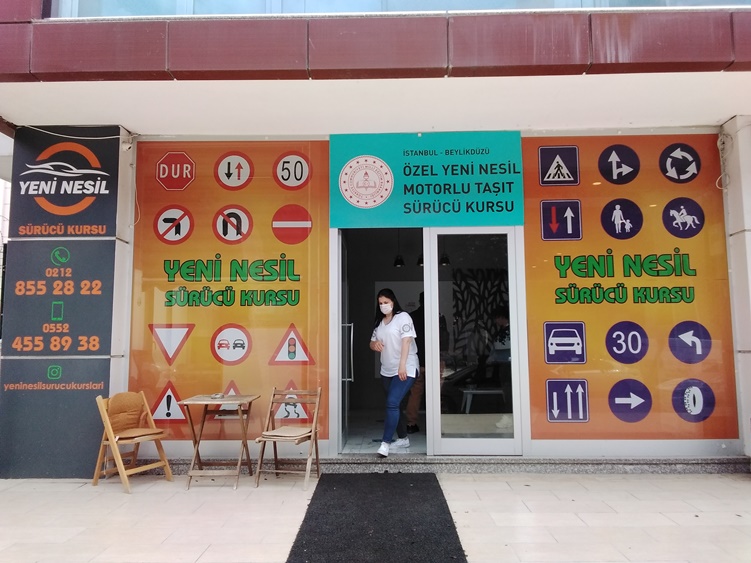 YENİ NESİL
SÜRÜCÜ KURSU
0212
855 28 22
0552
455 89 38
yeninesilsurucukurslari
DUR
50
YENİ NESİL
SÜRÜCÜ KURSU
İSTANBUL - BEYLİKDÜZÜ
ÖZEL YENİ NESİL
MOTORLU TAŞIT
SÜRÜCÜ KURSU
YENİ NESİL
SÜRÜCÜ KURSU
30